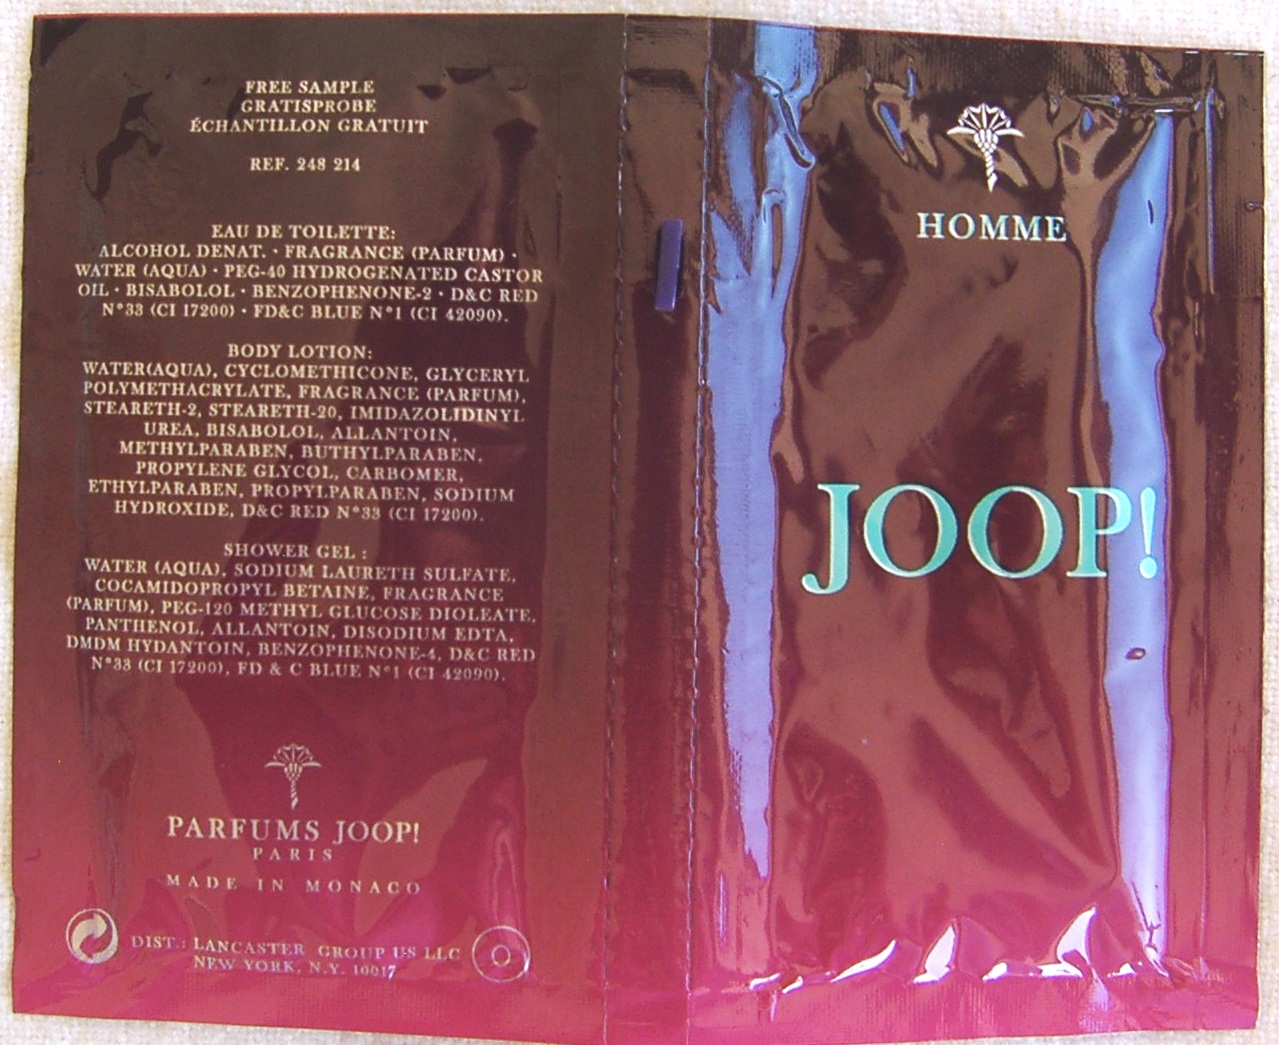 FREE SAMPLE
GRATISPROBE
ÉCHANTILLON GRATUIT
REF. 248 214
EAU DE TOILETTE:
ALCOHOL DENAT. · FRAGRANCE (PARFUM) ·
WATER (AQUA) · PEG-40 HYDROGENATED CASTOR
OIL · BISABOLOL · BENZOPHENONE-2 · D&C RED
N°33 (CI 17200) · FD&C BLUE N°1 (CI 42090).
BODY LOTION:
WATER(AQUA), CYCLOMETHICONE, GLYCERYL
POLYMETHACRYLATE, FRAGRANCE (PARFUM),
STEARETH-2, STEARETH-20, IMIDAZOLIDINYL
UREA, BISABOLOL, ALLANTOIN,
METHYLPARABEN, BUTHYLPARABEN,
PROPYLENE GLYCOL, CARBOMER,
ETHYLPARABEN, PROPYLPARABEN, SODIUM
HYDROXIDE, D&C RED N°33 (CI 17200).
SHOWER GEL :
WATER (AQUA), SODIUM LAURETH SULFATE,
COCAMIDOPROPYL BETAINE, FRAGRANCE
(PARFUM), PEG-120 METHYL GLUCOSE DIOLEATE,
PANTHENOL, ALLANTOIN, DISODIUM EDTA,
DMDM HYDANTOIN, BENZOPHENONE-4, D&C RED
N°33 (CI 17200), FD & C BLUE N°1 (CI 42090).
PARFUMS JOOP!
PARIS
MADE IN MONACO
DIST.: LANCASTER GROUP US LLC
NEW YORK, N.Y. 10017
HOMME
JOOP!